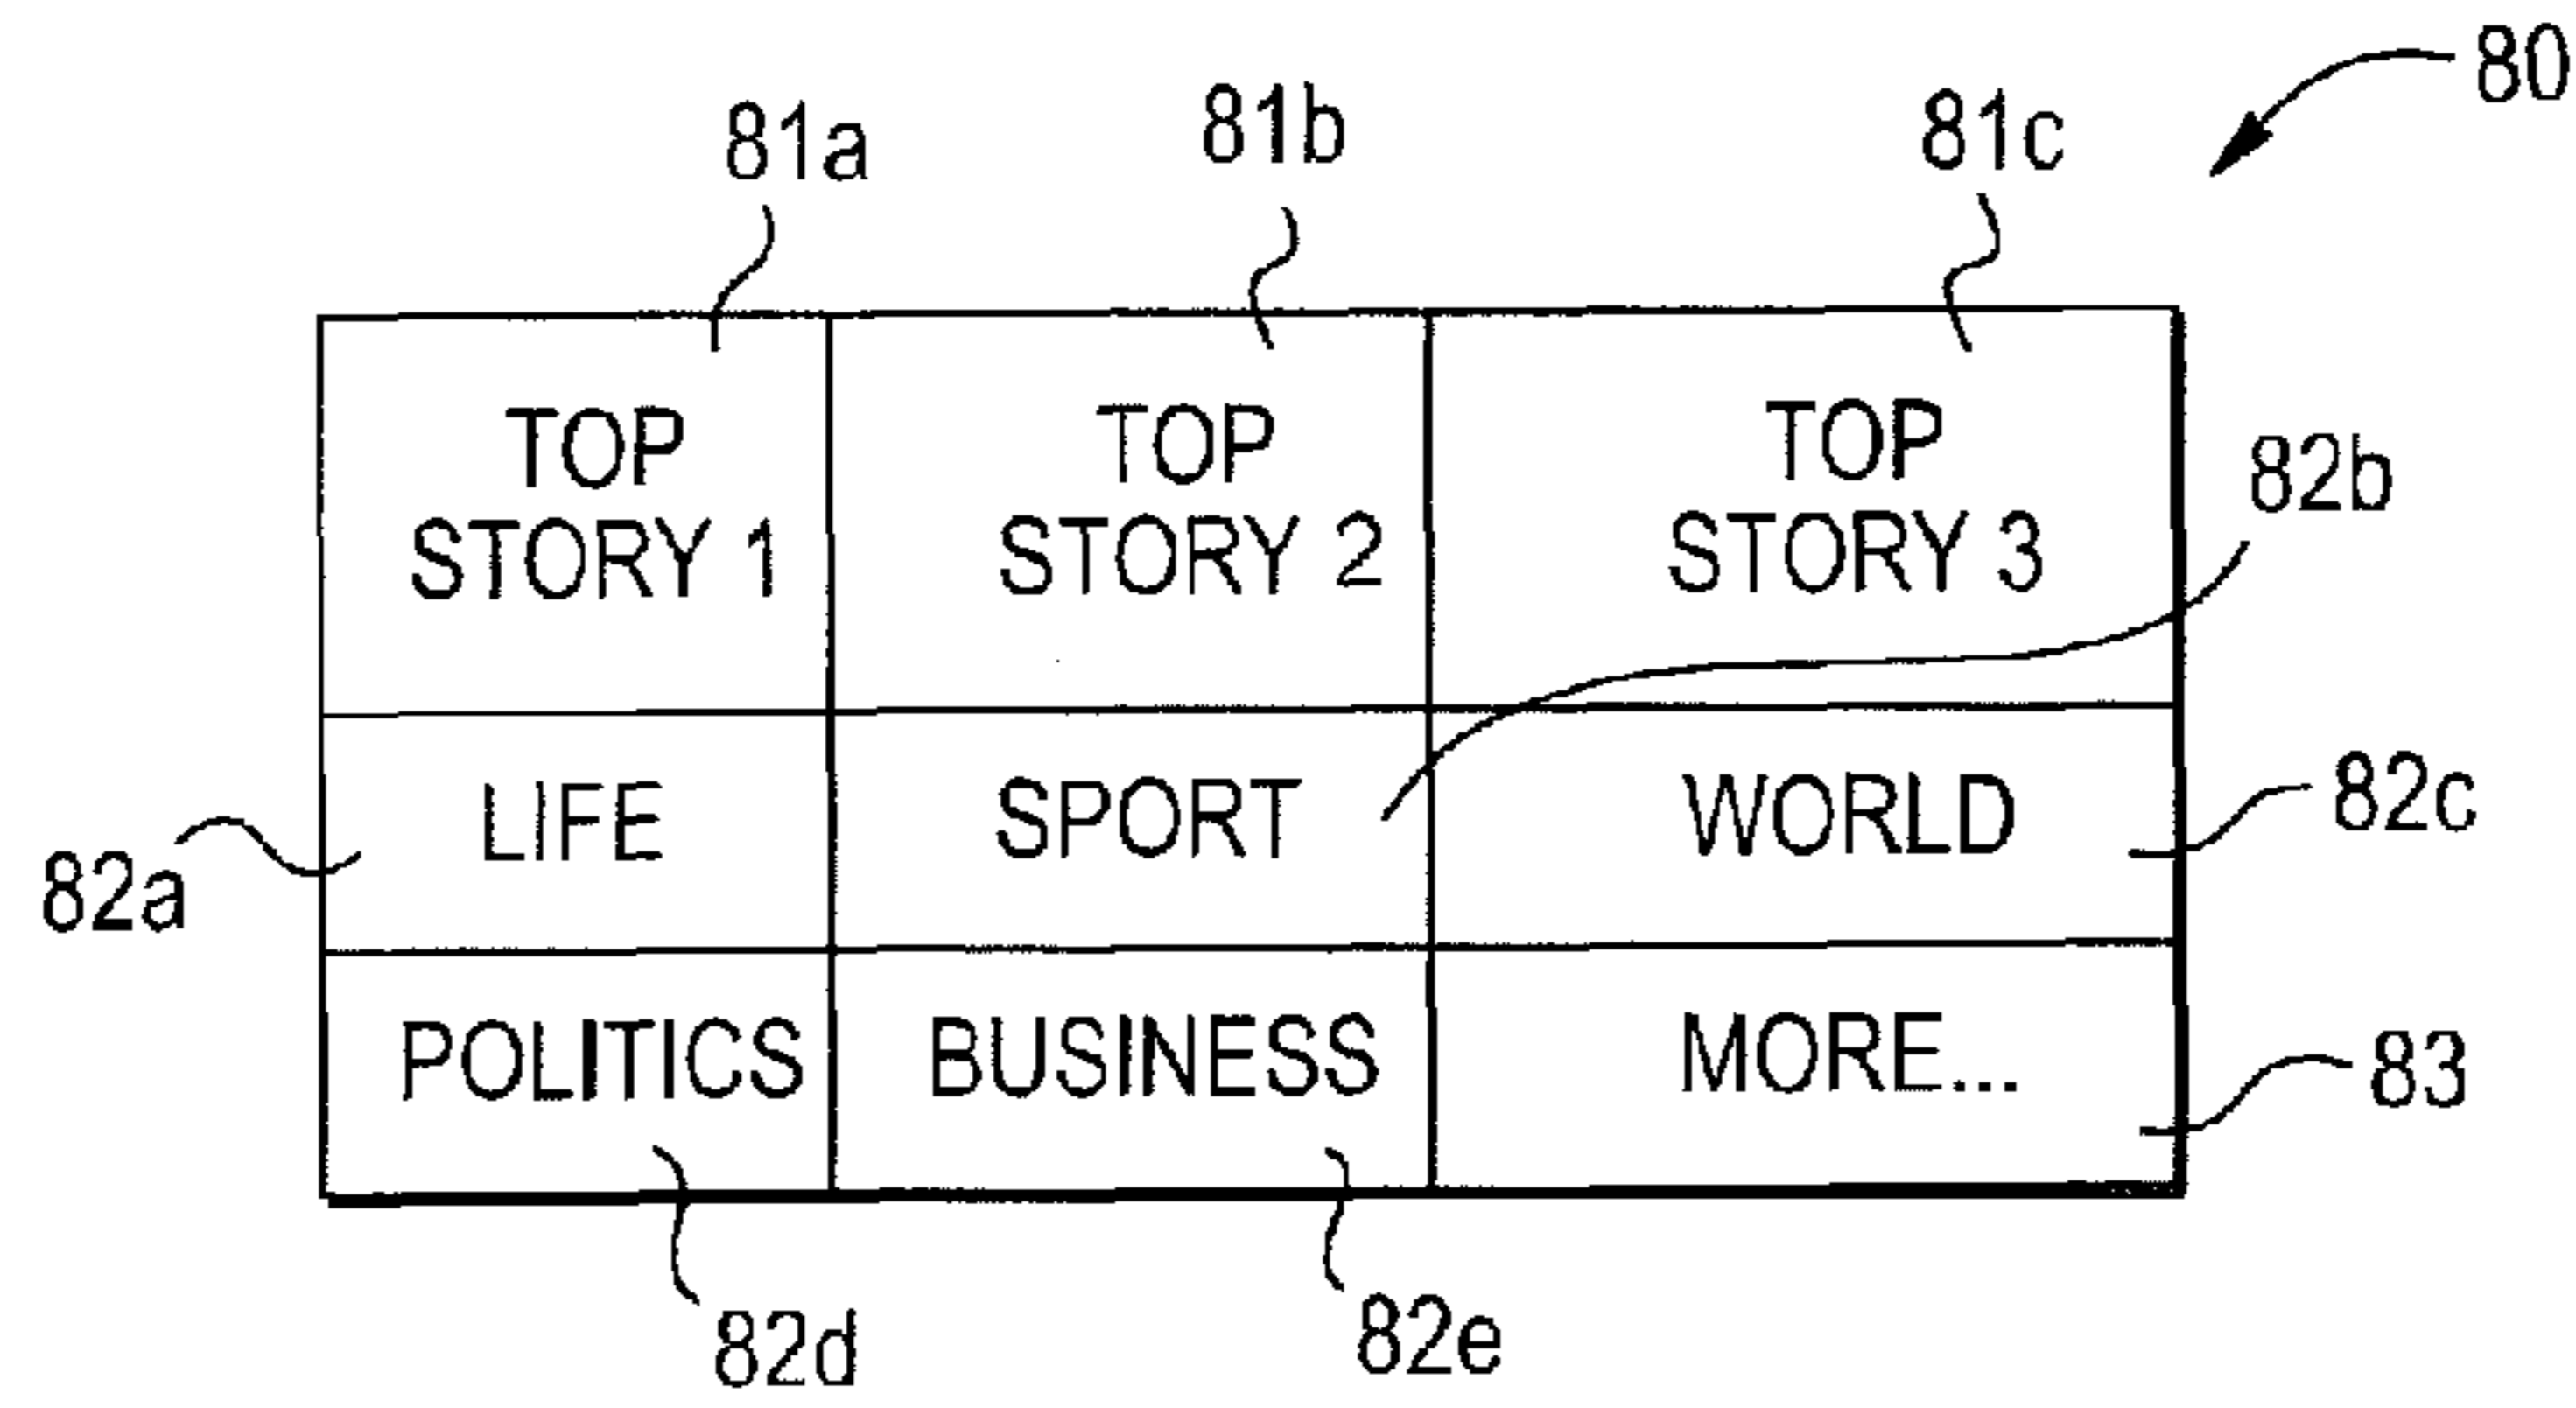 80
81a
81b
81c
TOP
STORY 1
TOP
STORY 2
TOP
STORY 3
82b
LIFE
SPORT
WORLD
82c
82a
POLITICS
BUSINESS
MORE...
83
82d
82e